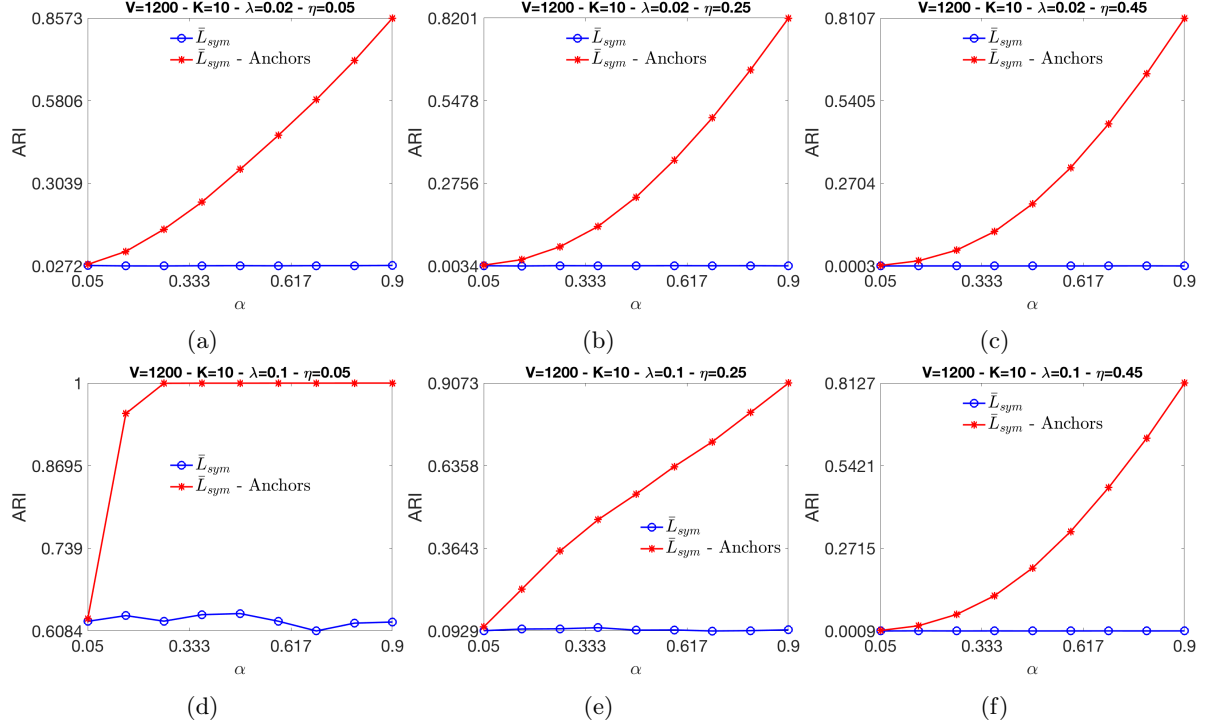 V=1200 - K=10 - λ=0.02 - η=0.05
0.8573
0.5806
0.3039
0.0272
ARI
L̄sym
L̄sym - Anchors
0.05
0.333
0.617
0.9
α
(a)
V=1200 - K=10 - λ=0.02 - η=0.25
0.8201
0.5478
0.2756
0.0034
ARI
L̄sym
L̄sym - Anchors
0.05
0.333
0.617
0.9
α
(b)
V=1200 - K=10 - λ=0.02 - η=0.45
0.8107
0.5405
0.2704
0.0003
ARI
L̄sym
L̄sym - Anchors
0.05
0.333
0.617
0.9
α
(c)
V=1200 - K=10 - λ=0.1 - η=0.05
1
0.8695
0.739
0.6084
ARI
L̄sym
L̄sym - Anchors
0.05
0.333
0.617
0.9
α
(d)
V=1200 - K=10 - λ=0.1 - η=0.25
0.9073
0.6358
0.3643
0.0929
ARI
L̄sym
L̄sym - Anchors
0.05
0.333
0.617
0.9
α
(e)
V=1200 - K=10 - λ=0.1 - η=0.45
0.8127
0.5421
0.2715
0.0009
ARI
L̄sym
L̄sym - Anchors
0.05
0.333
0.617
0.9
α
(f)